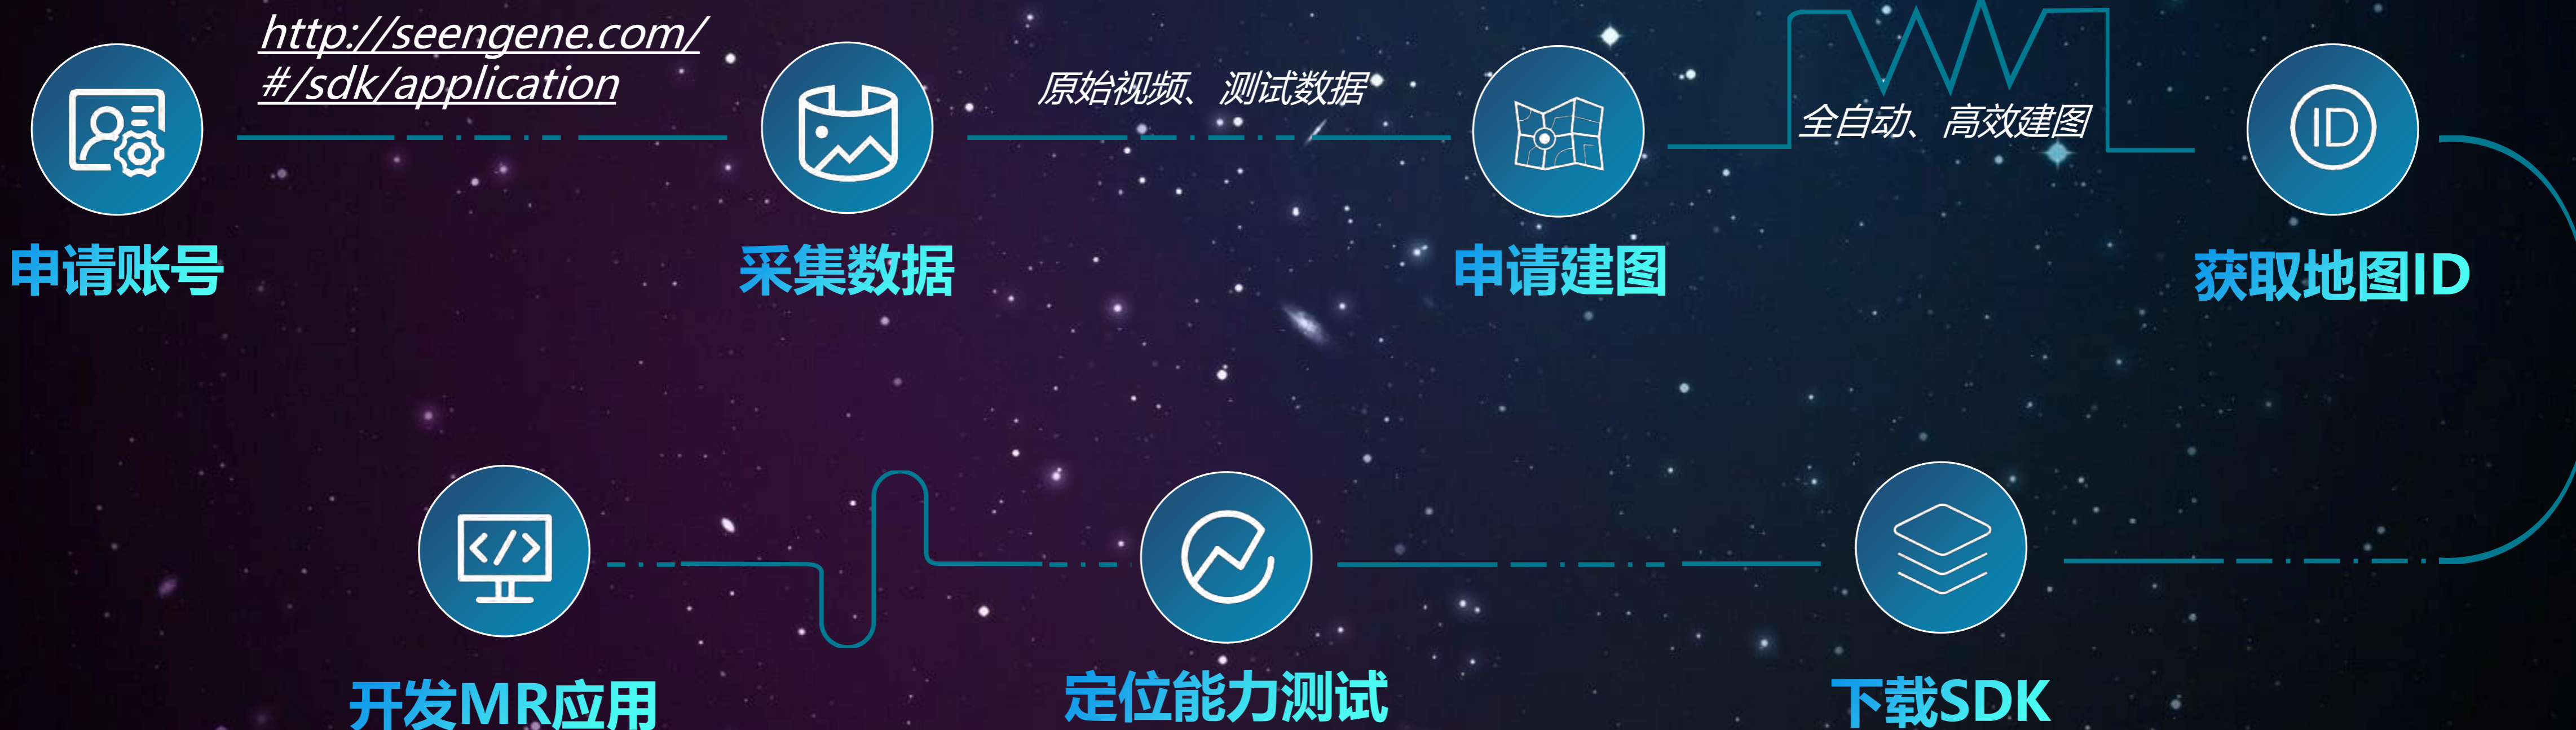 http://seengene.com/
#/sdk/application
原始视频、测试数据
全自动、高效建图
ID
申请账号
采集数据
申请建图
获取地图ID
</>
开发MR应用
定位能力测试
下载SDK